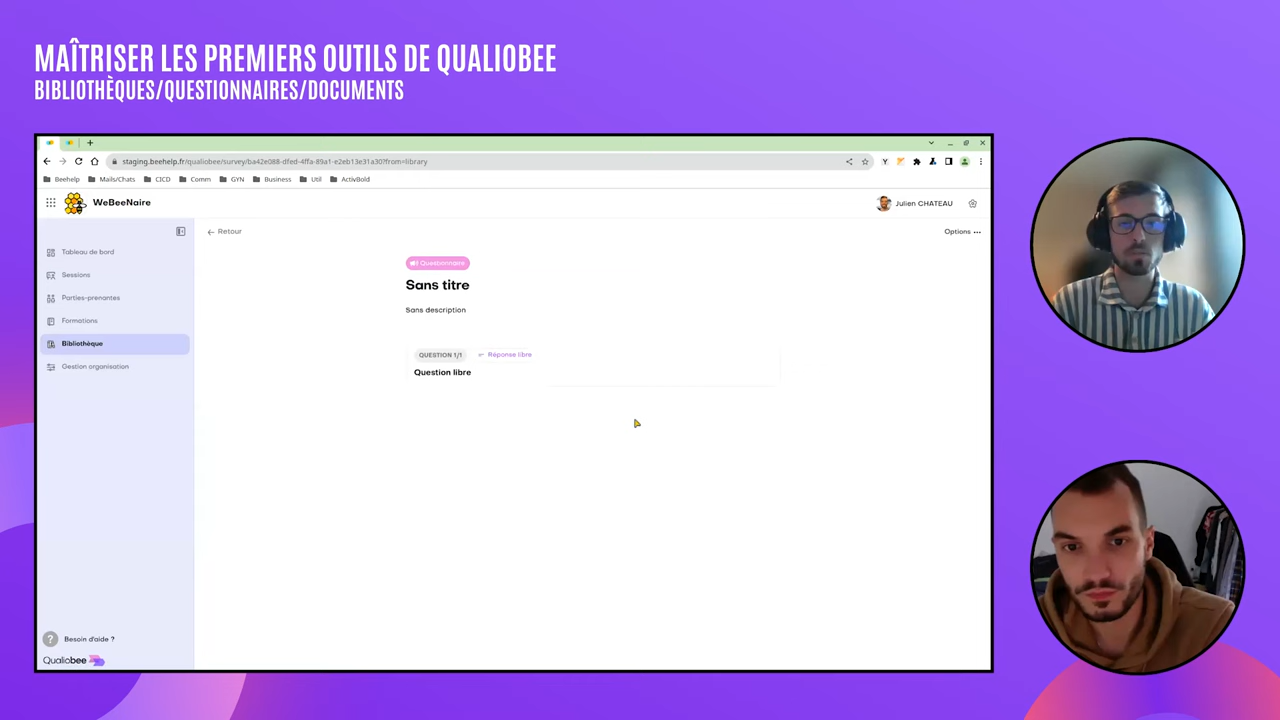 MAÎTRISER LES PREMIERS OUTILS DE QUALIOBEE
BIBLIOTHÈQUES/QUESTIONNAIRES/DOCUMENTS
staging.beehelp.fr/qualiobee/survey/ba42e088-dfed-4ffa-89a1-e2eb13e31a30?from=library
Beehelp Mails/Chats CICD Comm GYN Business Util ActivBold
WeBeeNaire
Julien CHATEAU
Retour
Options
Tableau de bord
Sessions
Parties-prenantes
Formations
Bibliothèque
Gestion organisation
Questionnaire
Sans titre
Sans description
QUESTION 1/1 Réponse libre
Question libre
? Besoin d'aide ?
Qualiobee